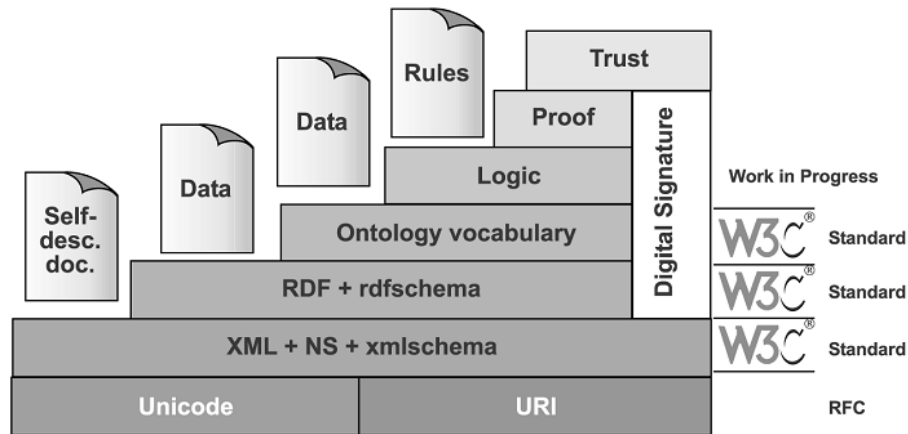 Rules
Trust
Data
Proof
Data
Logic
Work in Progress
Self-
desc.
doc.
Ontology vocabulary
Digital Signature
W3C® Standard
RDF + rdfschema
W3C® Standard
XML + NS + xmlschema
W3C® Standard
Unicode
URI
RFC